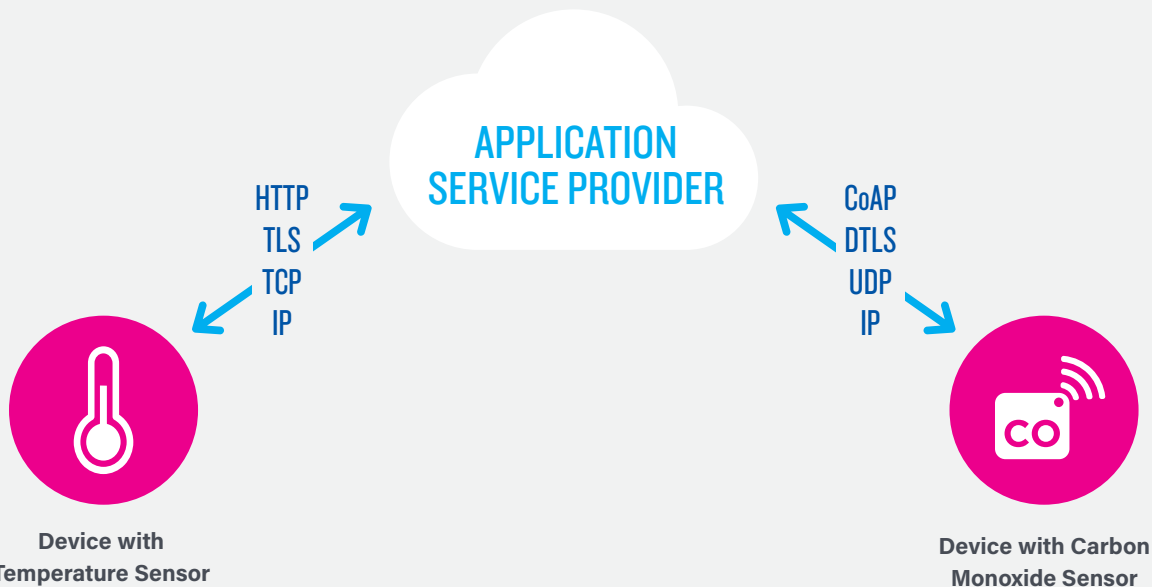 APPLICATION
SERVICE PROVIDER
HTTP
TLS
TCP
IP
CoAP
DTLS
UDP
IP
CO
Device with
Temperature Sensor
Device with Carbon
Monoxide Sensor